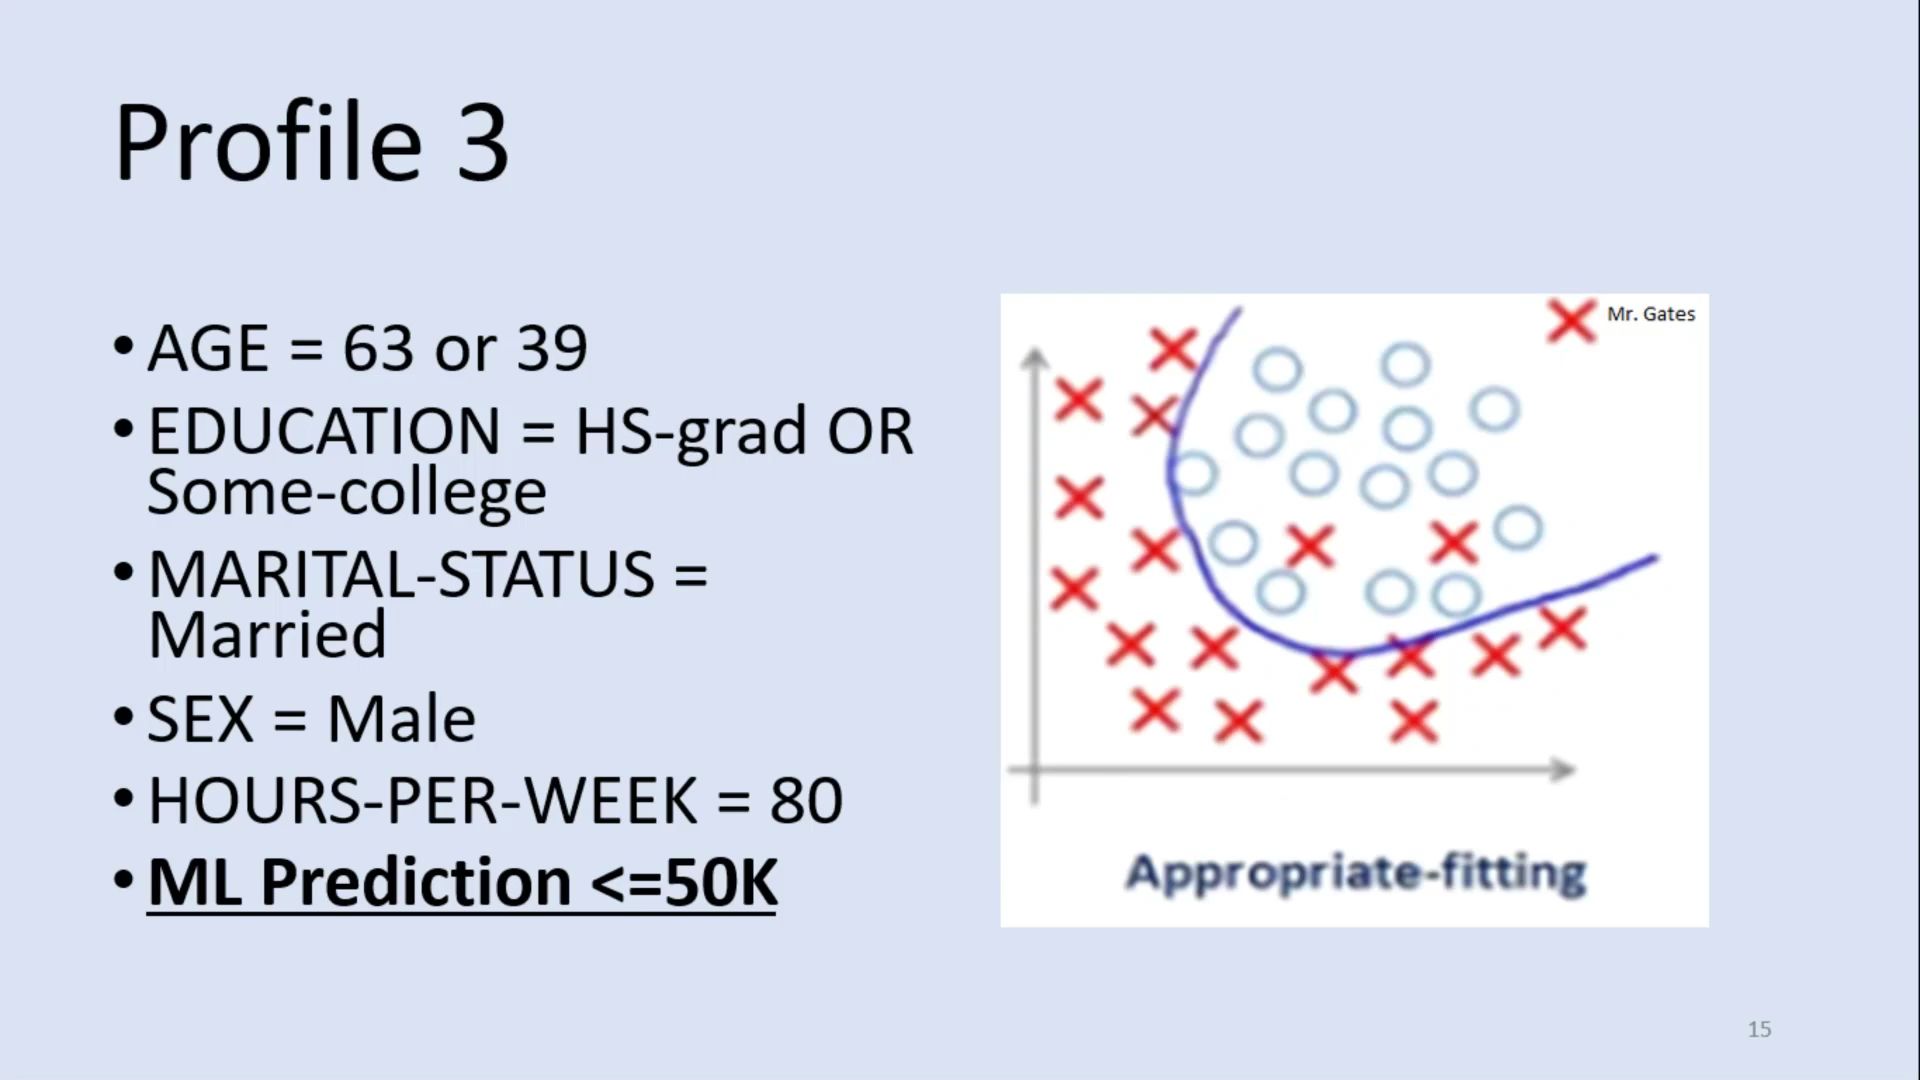 Profile 3
• AGE = 63 or 39
• EDUCATION = HS-grad OR
Some-college
• MARITAL-STATUS =
Married
• SEX = Male
• HOURS-PER-WEEK = 80
• ML Prediction <=50K
Mr. Gates
Appropriate-fitting
15